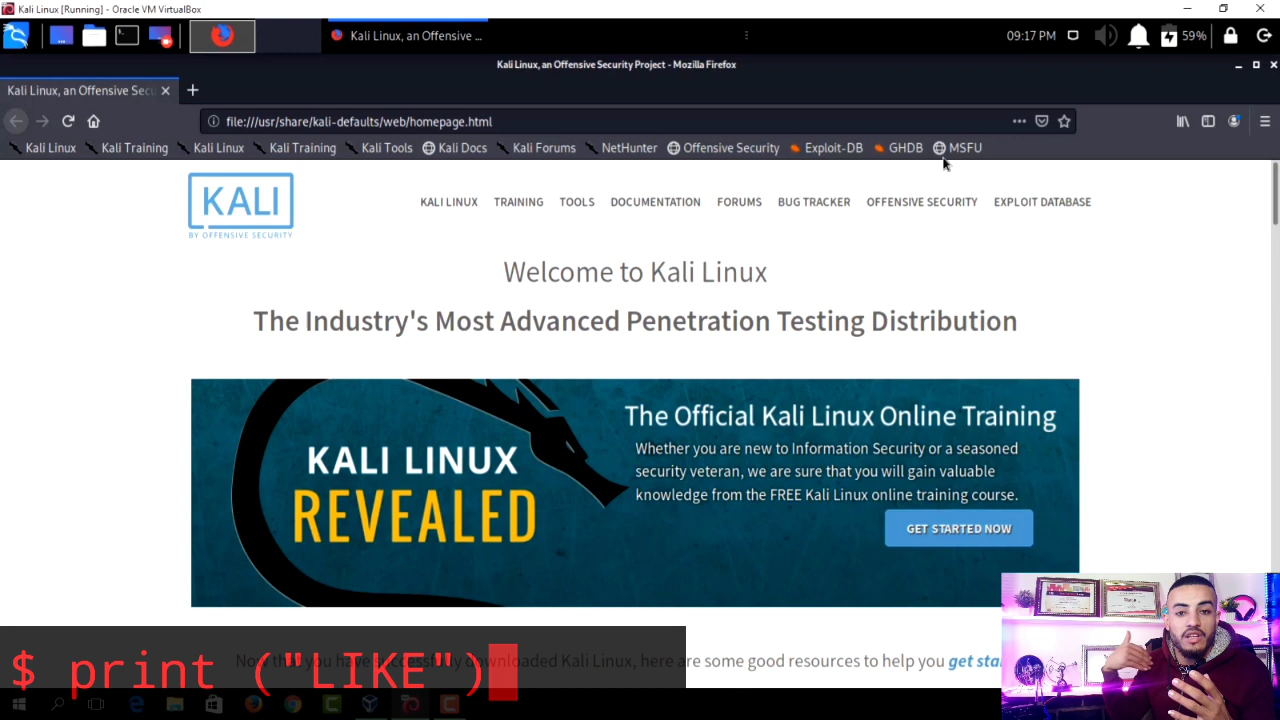 Kali Linux [Running] - Oracle VM VirtualBox
Kali Linux, an Offensive ...
09:17 PM
59%
Kali Linux, an Offensive Security Project - Mozilla Firefox
Kali Linux, an Offensive Secu
file:///usr/share/kali-defaults/web/homepage.html
Kali Linux Kali Training Kali Linux Kali Training Kali Tools Kali Docs Kali Forums NetHunter Offensive Security Exploit-DB GHDB MSFU
KALI
BY OFFENSIVE SECURITY
KALI LINUX TRAINING TOOLS DOCUMENTATION FORUMS BUG TRACKER OFFENSIVE SECURITY EXPLOIT DATABASE
Welcome to Kali Linux
The Industry's Most Advanced Penetration Testing Distribution
KALI LINUX
REVEALED
The Official Kali Linux Online Training
Whether you are new to Information Security or a seasoned
security veteran, we are sure that you will gain valuable
knowledge from the FREE Kali Linux online training course.
GET STARTED NOW
Now that you have successfully downloaded Kali Linux, here are some good resources to help you get sta
$ print ("LIKE")